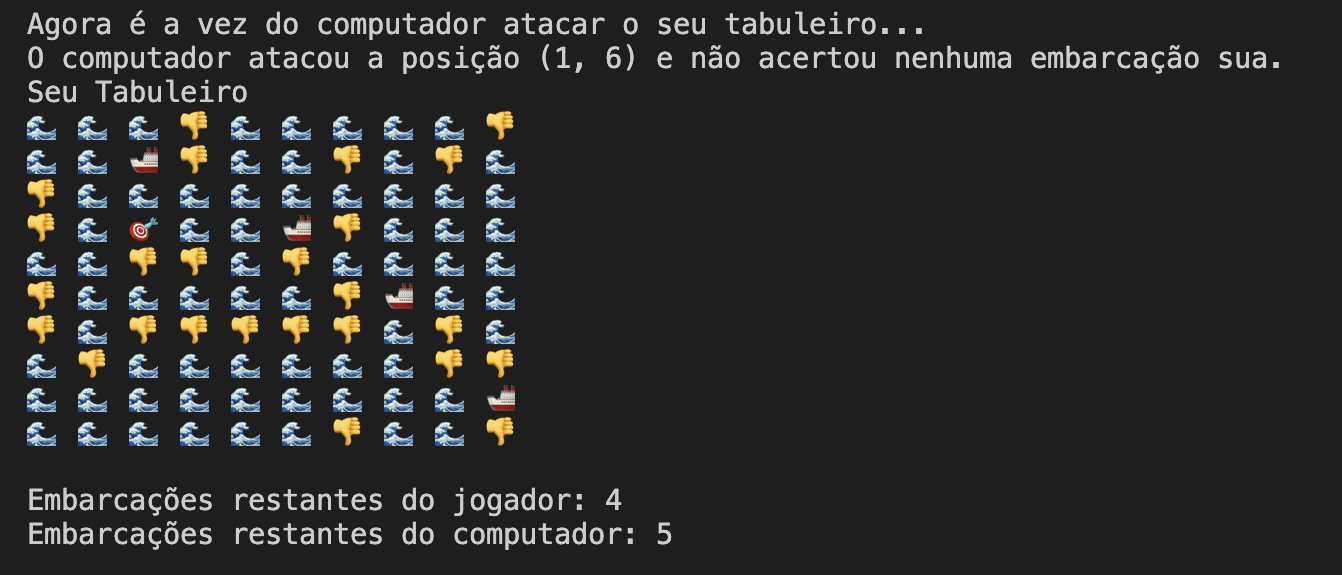 Agora é a vez do computador atacar o seu tabuleiro...
O computador atacou a posição (1, 6) e não acertou nenhuma embarcação sua.
Seu Tabuleiro
🌊 🌊 🌊 👎 🌊 🌊 🌊 🌊 🌊 👎
🌊 🌊 🚢 👎 🌊 🌊 👎 🌊 👎 🌊
👎 🌊 🌊 🌊 🌊 🌊 🌊 🌊 🌊 🌊
👎 🌊 🎯 🌊 🌊 🚢 👎 🌊 🌊 🌊
🌊 🌊 👎 👎 🌊 👎 🌊 🌊 🌊 🌊
👎 🌊 🌊 🌊 🌊 🌊 👎 🚢 🌊 🌊
👎 🌊 👎 👎 👎 👎 👎 🌊 👎 🌊
🌊 👎 🌊 🌊 🌊 🌊 🌊 🌊 👎 👎
🌊 🌊 🌊 🌊 🌊 🌊 🌊 🌊 🌊 🚢
🌊 🌊 🌊 🌊 🌊 🌊 👎 🌊 🌊 👎
Embarcações restantes do jogador: 4
Embarcações restantes do computador: 5